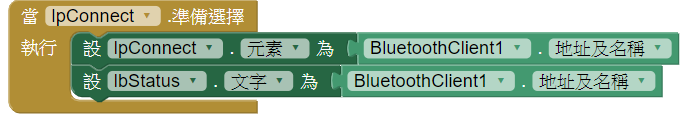 當 lpConnect .準備選擇
執行 設 lpConnect . 元素 為 BluetoothClient1 . 地址及名稱
設 lbStatus . 文字 為 BluetoothClient1 . 地址及名稱